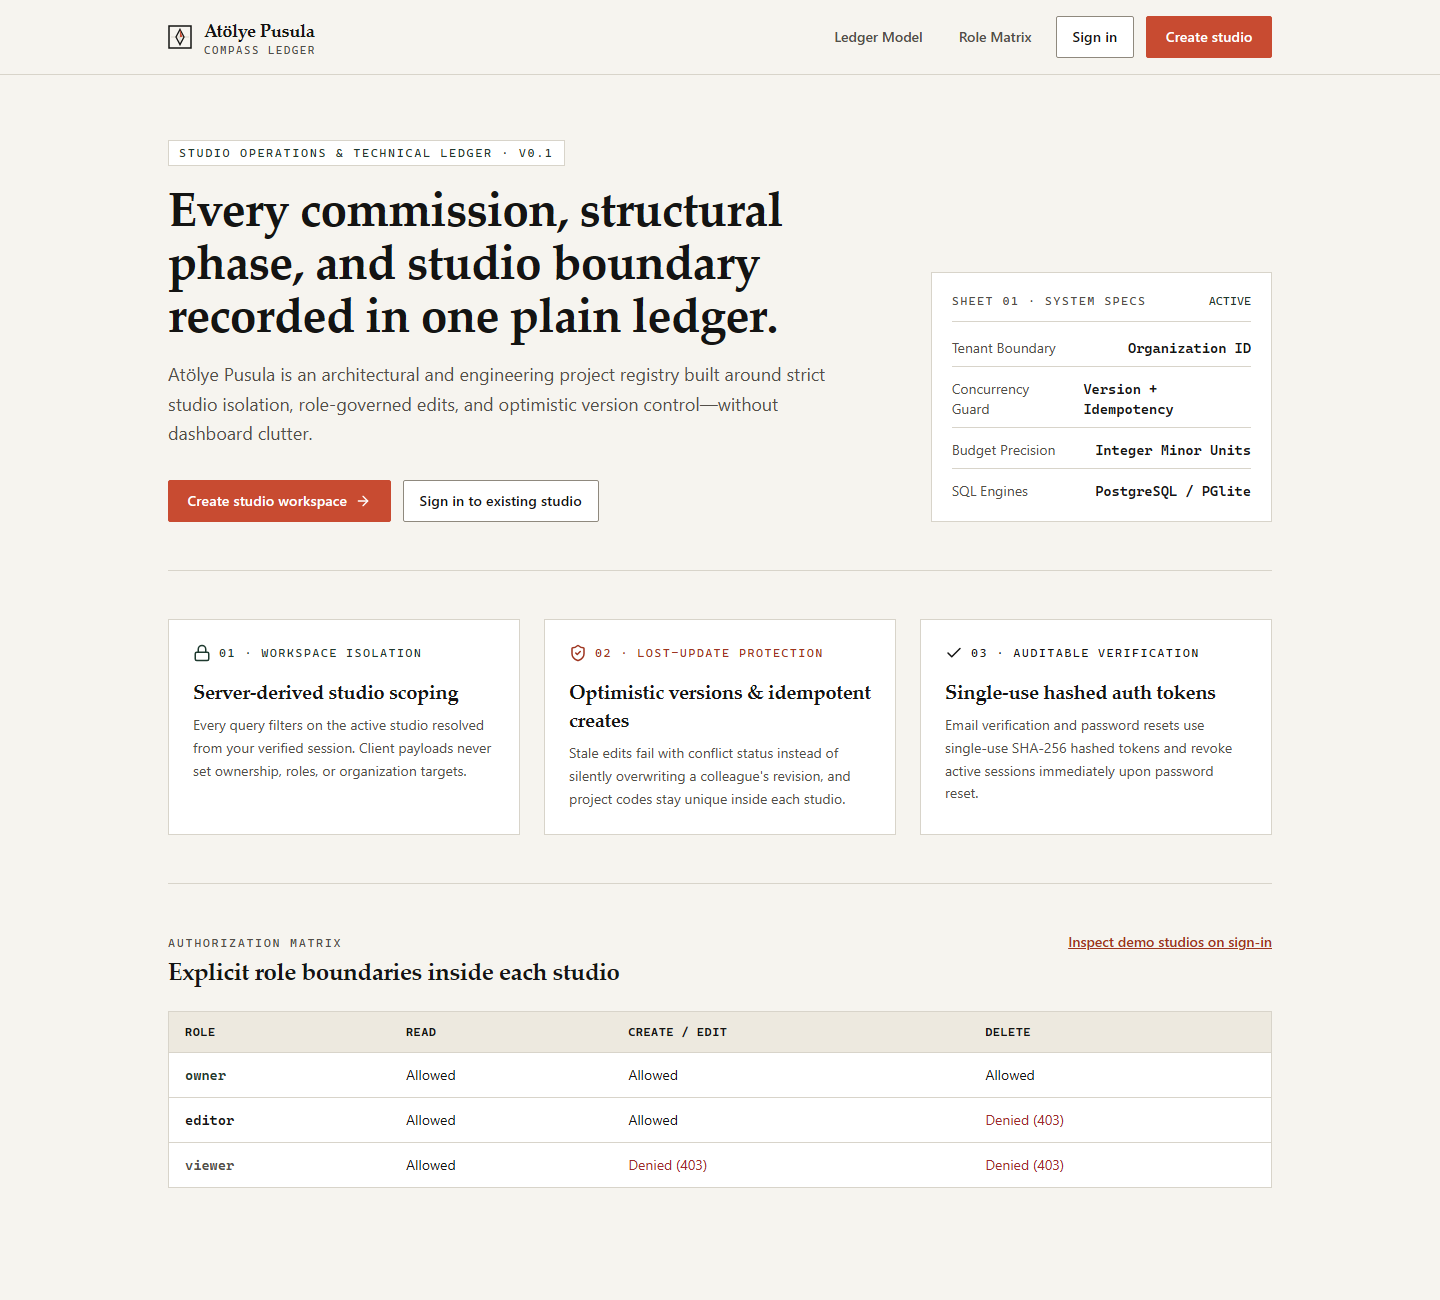 Atölye Pusula
COMPASS LEDGER
Ledger Model
Role Matrix
Sign in
Create studio
STUDIO OPERATIONS & TECHNICAL LEDGER · V0.1
Every commission, structural
phase, and studio boundary
recorded in one plain ledger.
Atölye Pusula is an architectural and engineering project registry built around strict
studio isolation, role-governed edits, and optimistic version control—without
dashboard clutter.
Create studio workspace →
Sign in to existing studio
SHEET 01 · SYSTEM SPECS
ACTIVE
Tenant Boundary
Organization ID
Concurrency
Guard
Version +
Idempotency
Budget Precision
Integer Minor Units
SQL Engines
PostgreSQL / PGlite
01 · WORKSPACE ISOLATION
Server-derived studio scoping
Every query filters on the active studio resolved
from your verified session. Client payloads never
set ownership, roles, or organization targets.
02 · LOST-UPDATE PROTECTION
Optimistic versions & idempotent
creates
Stale edits fail with conflict status instead of
silently overwriting a colleague's revision, and
project codes stay unique inside each studio.
03 · AUDITABLE VERIFICATION
Single-use hashed auth tokens
Email verification and password resets use
single-use SHA-256 hashed tokens and revoke
active sessions immediately upon password
reset.
AUTHORIZATION MATRIX
Explicit role boundaries inside each studio
Inspect demo studios on sign-in
ROLE READ CREATE / EDIT DELETE
owner Allowed Allowed Allowed
editor Allowed Allowed Denied (403)
viewer Allowed Denied (403) Denied (403)